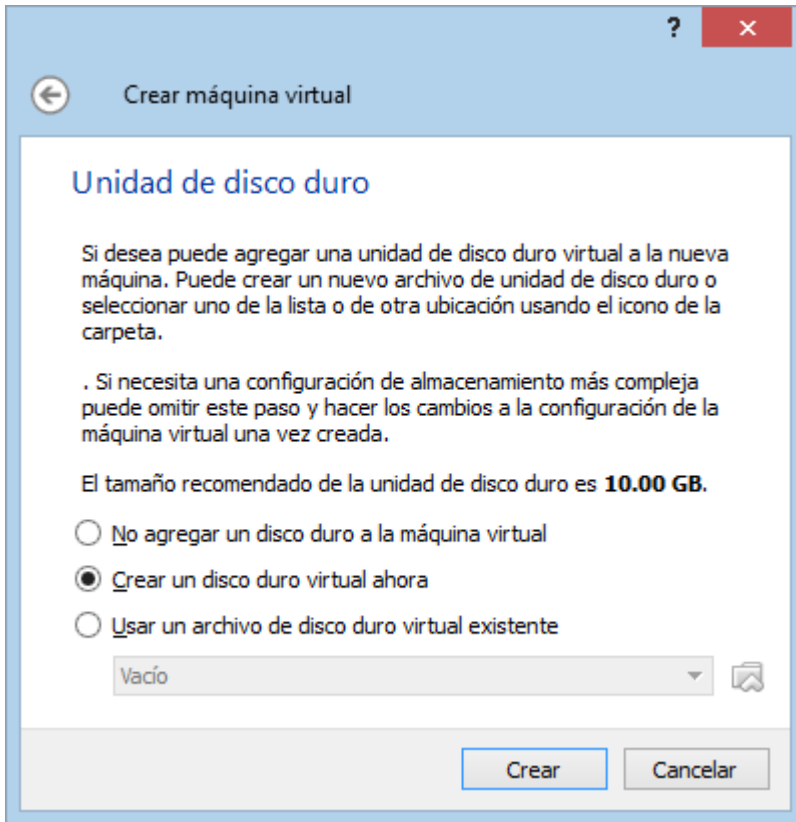 ?
Crear máquina virtual
Unidad de disco duro
Si desea puede agregar una unidad de disco duro virtual a la nueva
máquina. Puede crear un nuevo archivo de unidad de disco duro o
seleccionar uno de la lista o de otra ubicación usando el icono de la
carpeta.
. Si necesita una configuración de almacenamiento más compleja
puede omitir este paso y hacer los cambios a la configuración de la
máquina virtual una vez creada.
El tamaño recomendado de la unidad de disco duro es 10.00 GB.
No agregar un disco duro a la máquina virtual
Crear un disco duro virtual ahora
Usar un archivo de disco duro virtual existente
Vacío
Crear Cancelar